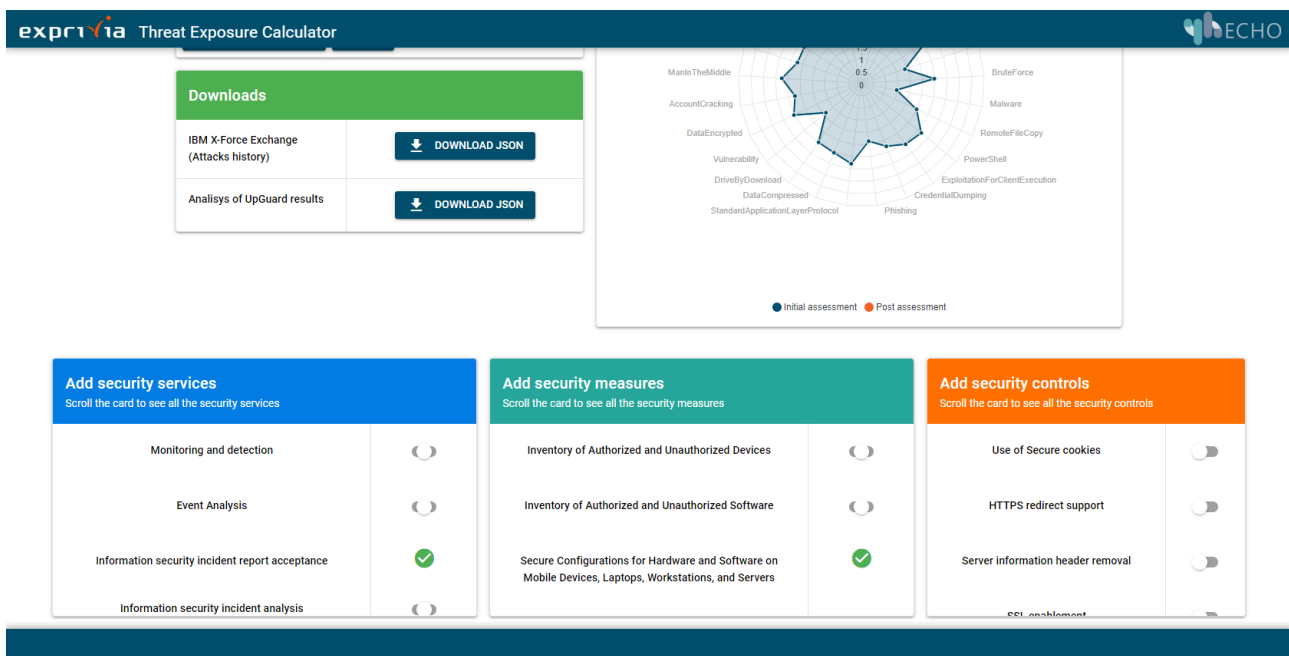 exprivia Threat Exposure Calculator
ECHO
Downloads
IBM X-Force Exchange
(Attacks history)
DOWNLOAD JSON
Analisys of UpGuard results
DOWNLOAD JSON
1.5
1
0.5
0
ManInTheMiddle
AccountCracking
DataEncrypted
Vulnerability
DriveByDownload
DataCompressed
StandardApplicationLayerProtocol
Phishing
CredentialDumping
ExploitationForClientExecution
PowerShell
RemoteFileCopy
Malware
BruteForce
Initial assessment
Post assessment
Add security services
Scroll the card to see all the security services
Monitoring and detection
Event Analysis
Information security incident report acceptance
Information security incident analysis
Add security measures
Scroll the card to see all the security measures
Inventory of Authorized and Unauthorized Devices
Inventory of Authorized and Unauthorized Software
Secure Configurations for Hardware and Software on
Mobile Devices, Laptops, Workstations, and Servers
Add security controls
Scroll the card to see all the security controls
Use of Secure cookies
HTTPS redirect support
Server information header removal
SSL enablement